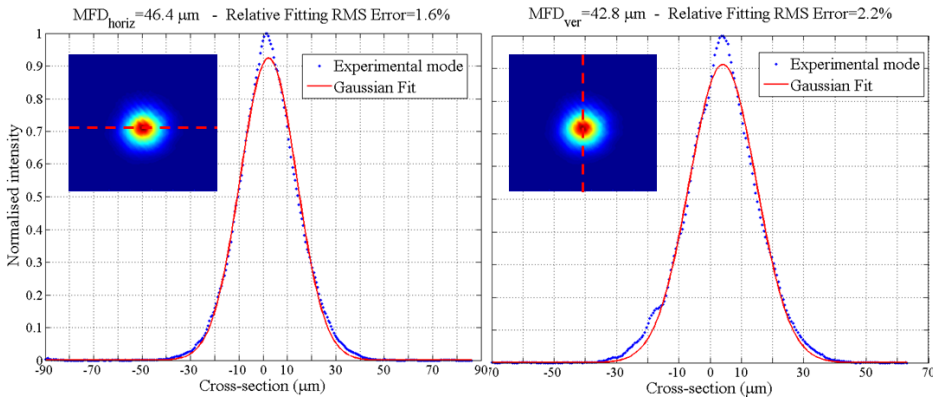 MFD_horiz=46.4 μm - Relative Fitting RMS Error=1.6%
1
0.9
0.8
0.7
0.6
0.5
0.4
0.3
0.2
0.1
0
Normalised intensity
Experimental mode
Gaussian Fit
-90 -70 -50 -30 -10 0 10 30 50 70 90
Cross-section (μm)
MFD_ver=42.8 μm - Relative Fitting RMS Error=2.2%
Experimental mode
Gaussian Fit
-70 -50 -30 -10 0 10 30 50 70
Cross-section (μm)